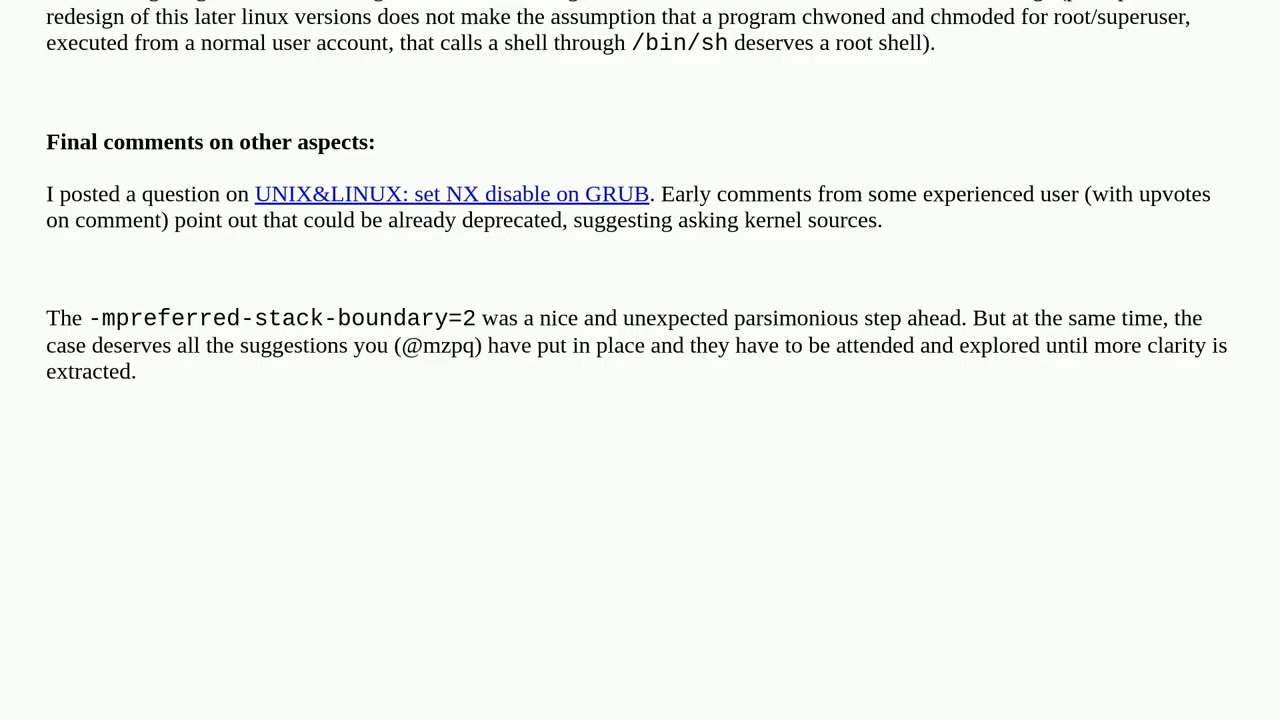 redesign of this later linux versions does not make the assumption that a program chwoned and chmoded for root/superuser,
executed from a normal user account, that calls a shell through /bin/sh deserves a root shell).
Final comments on other aspects:
I posted a question on UNIX&LINUX: set NX disable on GRUB. Early comments from some experienced user (with upvotes
on comment) point out that could be already deprecated, suggesting asking kernel sources.
The -mpreferred-stack-boundary=2 was a nice and unexpected parsimonious step ahead. But at the same time, the
case deserves all the suggestions you (@mzpq) have put in place and they have to be attended and explored until more clarity is
extracted.